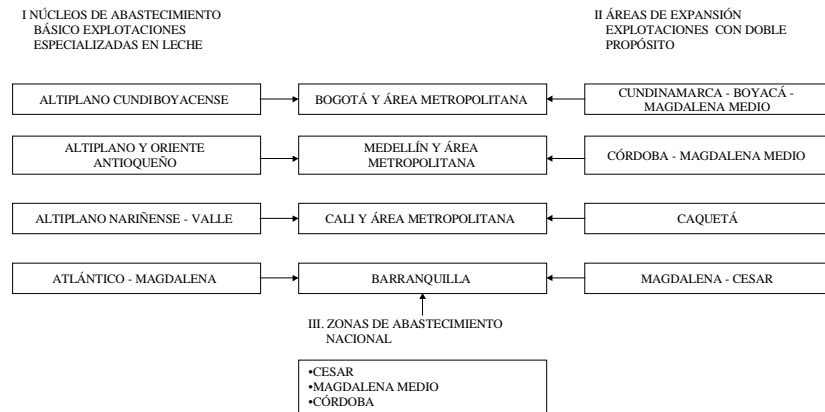 I NÚCLEOS DE ABASTECIMIENTO
BÁSICO EXPLOTACIONES
ESPECIALIZADAS EN LECHE
II ÁREAS DE EXPANSIÓN
EXPLOTACIONES CON DOBLE
PROPÓSITO
ALTIPLANO CUNDIBOYACENSE
BOGOTÁ Y ÁREA METROPOLITANA
CUNDINAMARCA - BOYACÁ -
MAGDALENA MEDIO
ALTIPLANO Y ORIENTE
ANTIOQUEÑO
MEDELLÍN Y ÁREA
METROPOLITANA
CÓRDOBA - MAGDALENA MEDIO
ALTIPLANO NARIÑENSE - VALLE
CALI Y ÁREA METROPOLITANA
CAQUETÁ
ATLÁNTICO - MAGDALENA
BARRANQUILLA
MAGDALENA - CESAR
III. ZONAS DE ABASTECIMIENTO
NACIONAL
•CESAR
•MAGDALENA MEDIO
•CÓRDOBA